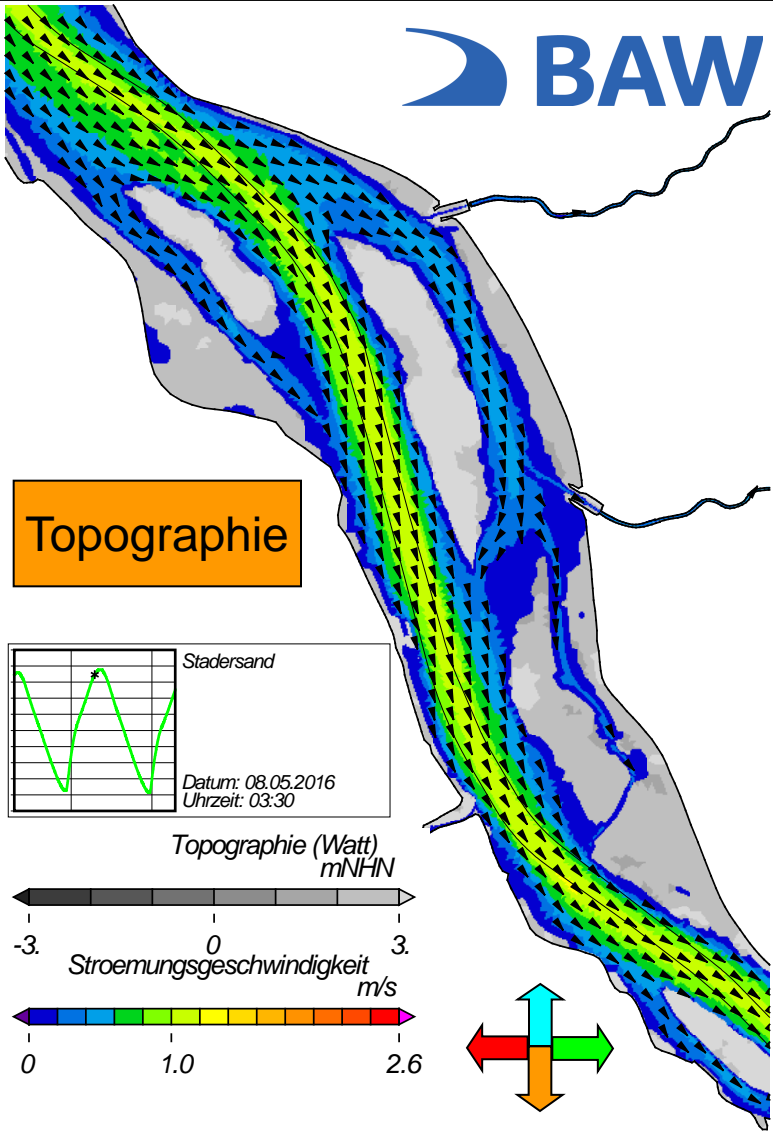 BAW
Topographie
Stadersand
Datum: 08.05.2016
Uhrzeit: 03:30
Topographie (Watt)
mNHN
-3. 0 3.
Stroemungsgeschwindigkeit
m/s
0 1.0 2.6